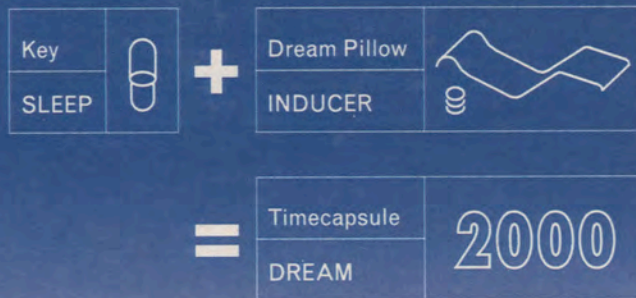 Key
SLEEP
+
Dream Pillow
INDUCER
=
Timecapsule
DREAM
2000